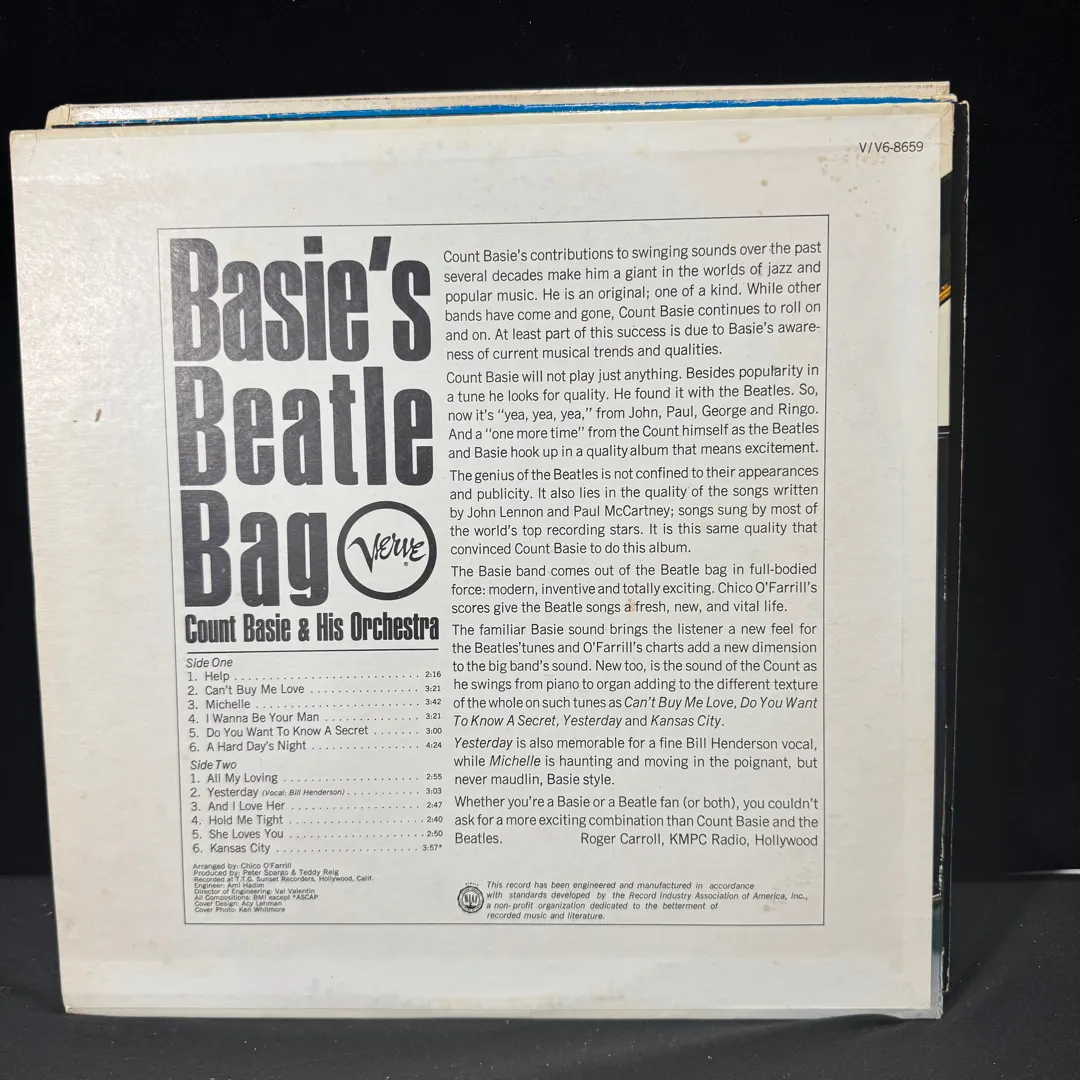 V/V6-8659
Basie's
Beatle
Bag
Verve
Count Basie & His Orchestra
Side One
1. Help . . . . . . . . . . . . . . . . . . . . . . . . . . 2:16
2. Can't Buy Me Love . . . . . . . . . . . . . . . 3:21
3. Michelle . . . . . . . . . . . . . . . . . . . . . . . 3:42
4. I Wanna Be Your Man . . . . . . . . . . . . . 3:21
5. Do You Want To Know A Secret . . . . . . . 3:00
6. A Hard Day's Night . . . . . . . . . . . . . . . 4:24
Side Two
1. All My Loving . . . . . . . . . . . . . . . . . . . 2:55
2. Yesterday (Vocal: Bill Henderson) . . . . . . . . . . 3:03
3. And I Love Her . . . . . . . . . . . . . . . . . . 2:47
4. Hold Me Tight . . . . . . . . . . . . . . . . . . 2:40
5. She Loves You . . . . . . . . . . . . . . . . . . 2:50
6. Kansas City . . . . . . . . . . . . . . . . . . . . 3:57*
Arranged by: Chico O'Farrill
Produced by: Peter Spargo & Teddy Reig
Recorded at T.T.G. Sunset Recorders, Hollywood, Calif.
Engineer: Ami Hadim
Director of Engineering: Val Valentin
All Compositions: BMI except *ASCAP
Cover Design: Acy Lehman
Cover Photo: Ken Whitmore
Count Basie's contributions to swinging sounds over the past
several decades make him a giant in the worlds of jazz and
popular music. He is an original; one of a kind. While other
bands have come and gone, Count Basie continues to roll on
and on. At least part of this success is due to Basie's aware-
ness of current musical trends and qualities.
Count Basie will not play just anything. Besides popularity in
a tune he looks for quality. He found it with the Beatles. So,
now it's "yea, yea, yea," from John, Paul, George and Ringo.
And a "one more time" from the Count himself as the Beatles
and Basie hook up in a quality album that means excitement.
The genius of the Beatles is not confined to their appearances
and publicity. It also lies in the quality of the songs written
by John Lennon and Paul McCartney; songs sung by most of
the world's top recording stars. It is this same quality that
convinced Count Basie to do this album.
The Basie band comes out of the Beatle bag in full-bodied
force: modern, inventive and totally exciting. Chico O'Farrill's
scores give the Beatle songs a fresh, new, and vital life.
The familiar Basie sound brings the listener a new feel for
the Beatles'tunes and O'Farrill's charts add a new dimension
to the big band's sound. New too, is the sound of the Count as
he swings from piano to organ adding to the different texture
of the whole on such tunes as Can't Buy Me Love, Do You Want
To Know A Secret, Yesterday and Kansas City.
Yesterday is also memorable for a fine Bill Henderson vocal,
while Michelle is haunting and moving in the poignant, but
never maudlin, Basie style.
Whether you're a Basie or a Beatle fan (or both), you couldn't
ask for a more exciting combination than Count Basie and the
Beatles. Roger Carroll, KMPC Radio, Hollywood
This record has been engineered and manufactured in accordance
with standards developed by the Record Industry Association of America, Inc.,
a non-profit organization dedicated to the betterment of
recorded music and literature.